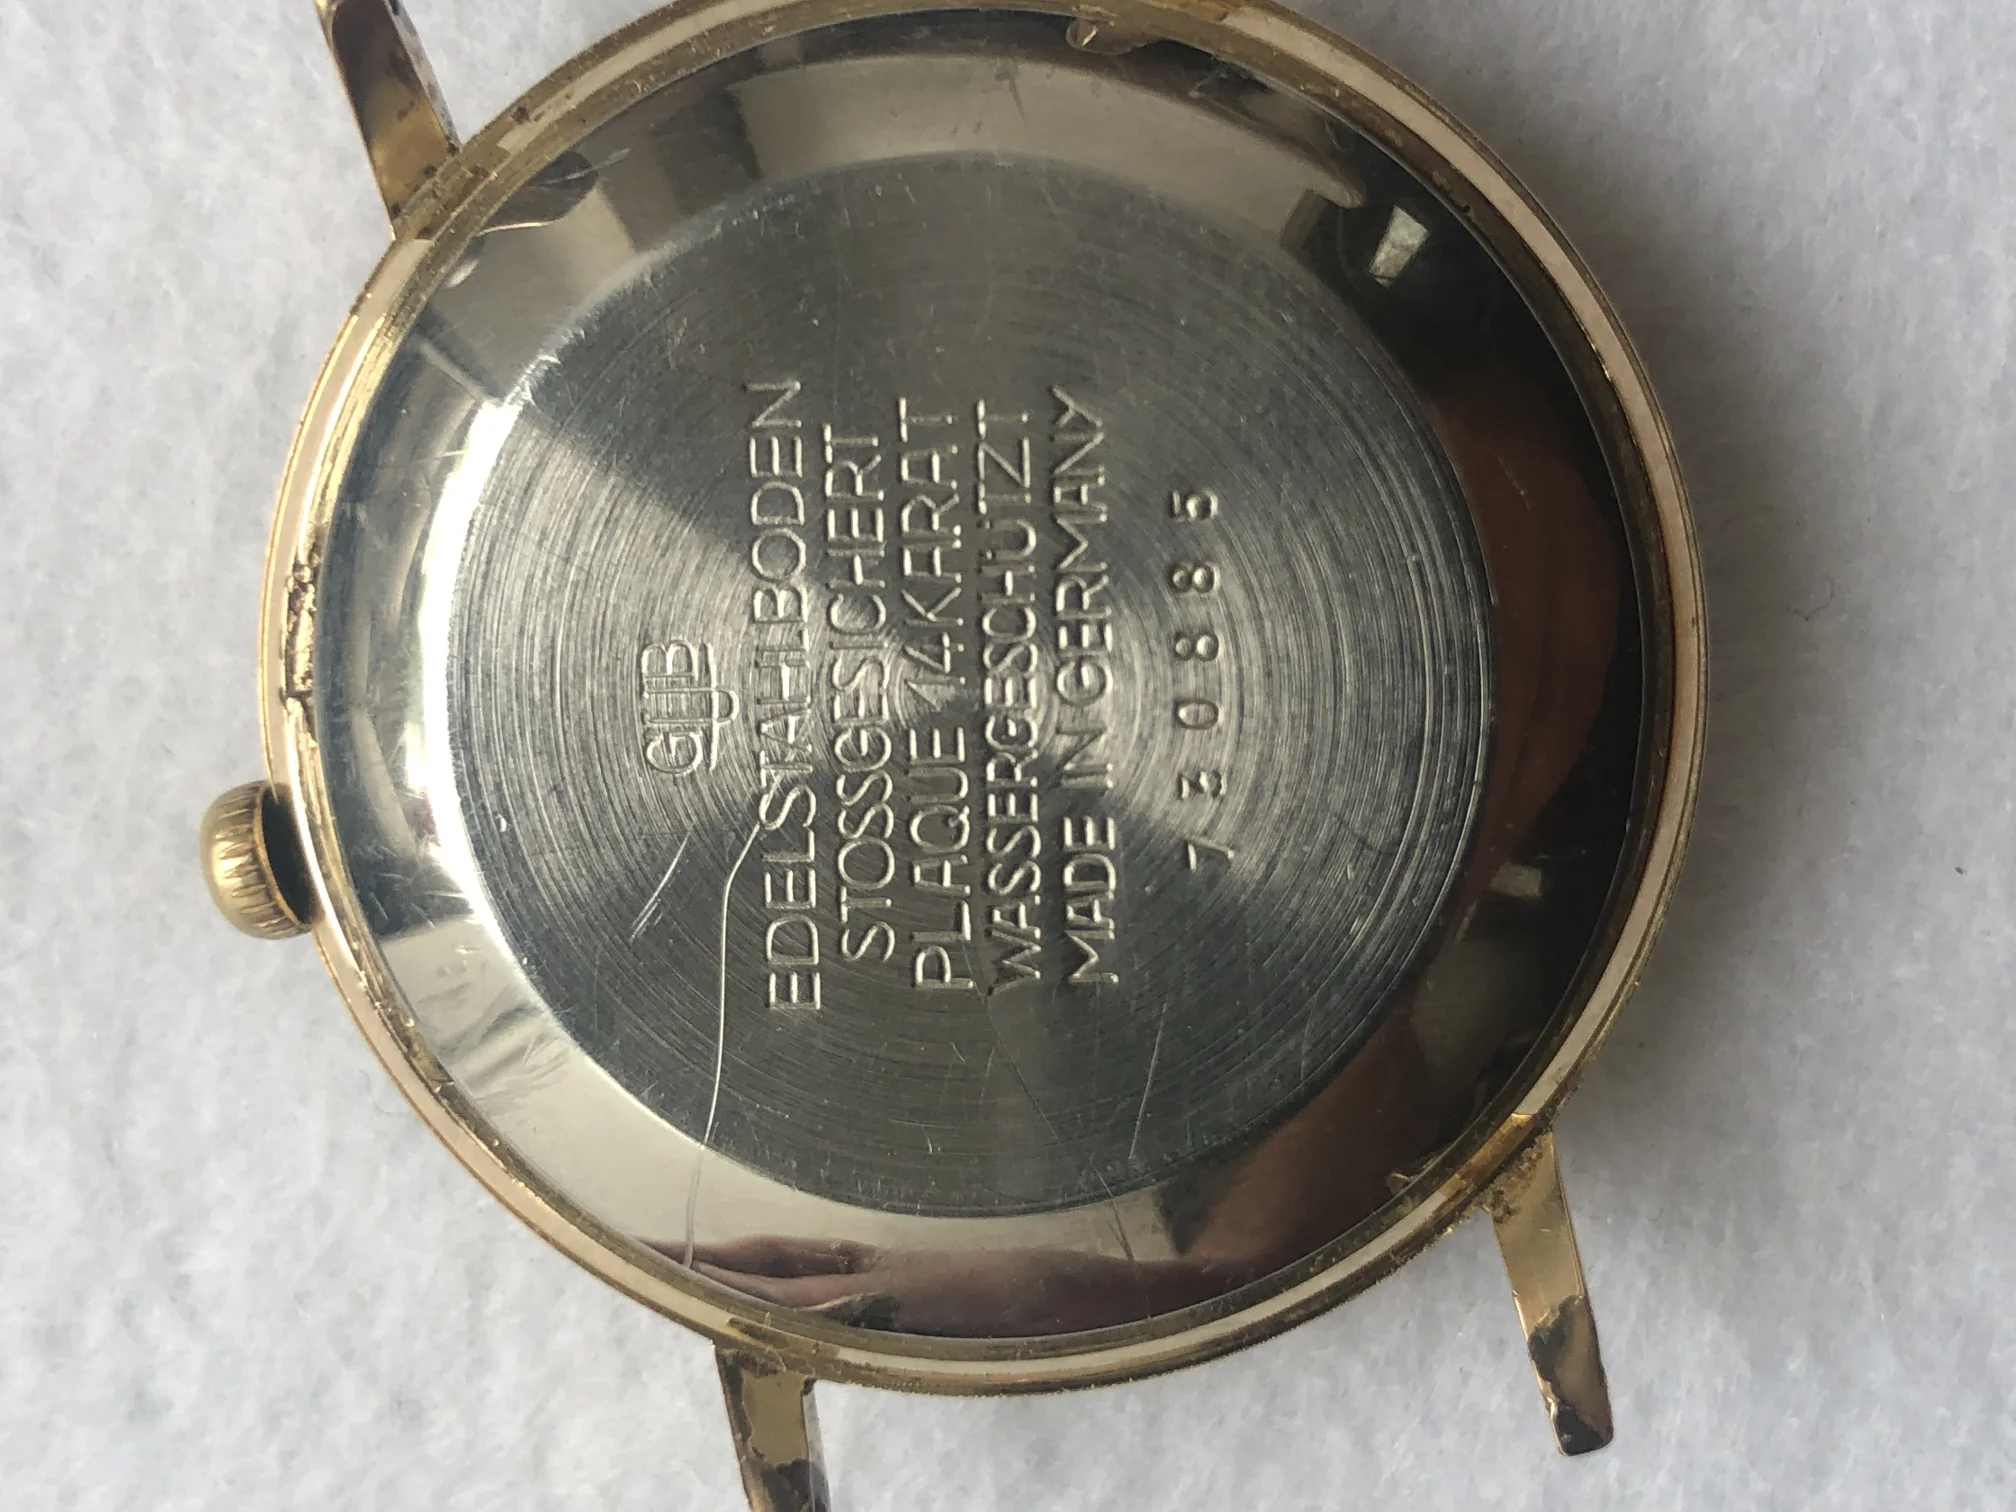 GUB
EDELSTAHLBODEN
STOSSGESICHERT
PLAQUE 14 KARAT
WASSERGESCHÜTZT
MADE IN GERMANY
730885